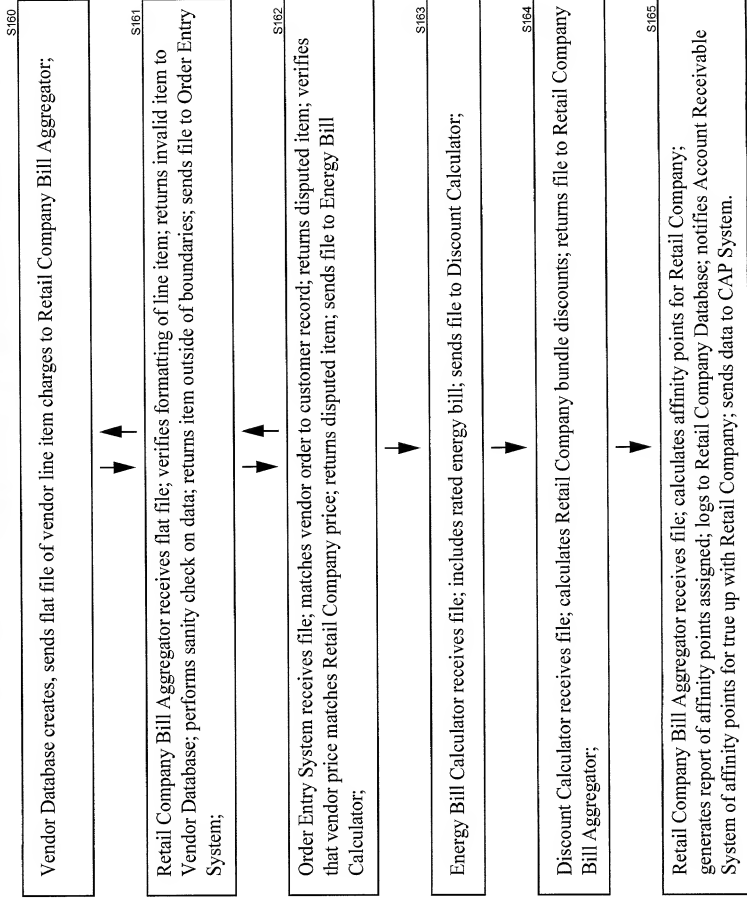 S160
Vendor Database creates, sends flat file of vendor line item charges to Retail Company Bill Aggregator;
S161
Retail Company Bill Aggregator receives flat file; verifies formatting of line item; returns invalid item to
Vendor Database; performs sanity check on data; returns item outside of boundaries; sends file to Order Entry
System;
S162
Order Entry System receives file; matches vendor order to customer record; returns disputed item; verifies
that vendor price matches Retail Company price; returns disputed item; sends file to Energy Bill
Calculator;
S163
Energy Bill Calculator receives file; includes rated energy bill; sends file to Discount Calculator;
S164
Discount Calculator receives file; calculates Retail Company bundle discounts; returns file to Retail Company
Bill Aggregator;
S165
Retail Company Bill Aggregator receives file; calculates affinity points for Retail Company;
generates report of affinity points assigned; logs to Retail Company Database; notifies Account Receivable
System of affinity points for true up with Retail Company; sends data to CAP System.